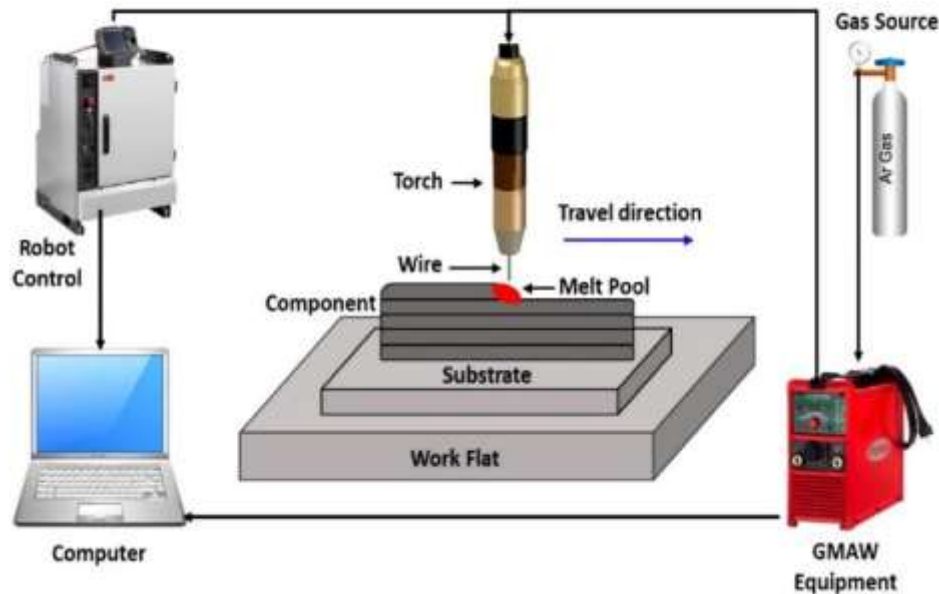 Gas Source
Ar Gas
Torch
Travel direction
Robot
Control
Wire
Melt Pool
Component
Substrate
Work Flat
Computer
GMAW
Equipment